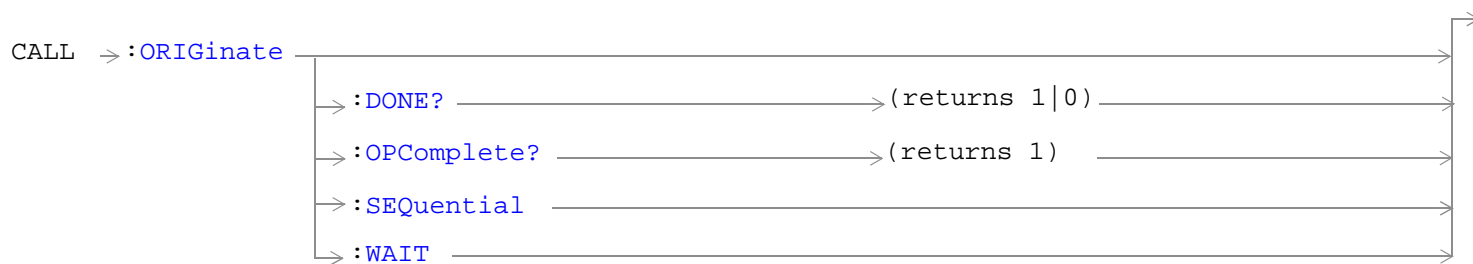 CALL :ORIGinate
:DONE? (returns 1|0)
:OPComplete? (returns 1)
:SEQuential
:WAIT